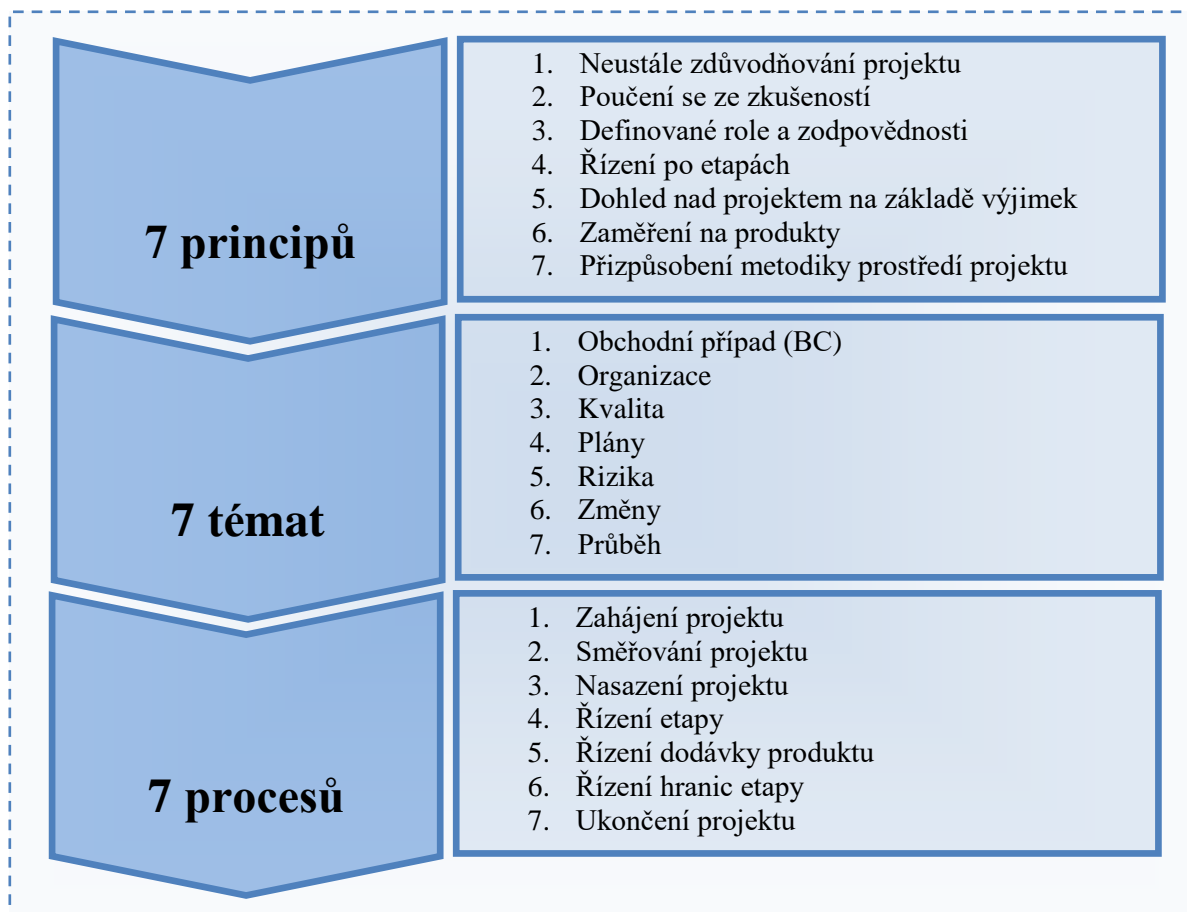 7 principů
1. Neustále zdůvodňování projektu
2. Poučení se ze zkušeností
3. Definované role a zodpovědnosti
4. Řízení po etapách
5. Dohled nad projektem na základě výjimek
6. Zaměření na produkty
7. Přizpůsobení metodiky prostředí projektu
7 témat
1. Obchodní případ (BC)
2. Organizace
3. Kvalita
4. Plány
5. Rizika
6. Změny
7. Průběh
7 procesů
1. Zahájení projektu
2. Směřování projektu
3. Nasazení projektu
4. Řízení etapy
5. Řízení dodávky produktu
6. Řízení hranic etapy
7. Ukončení projektu